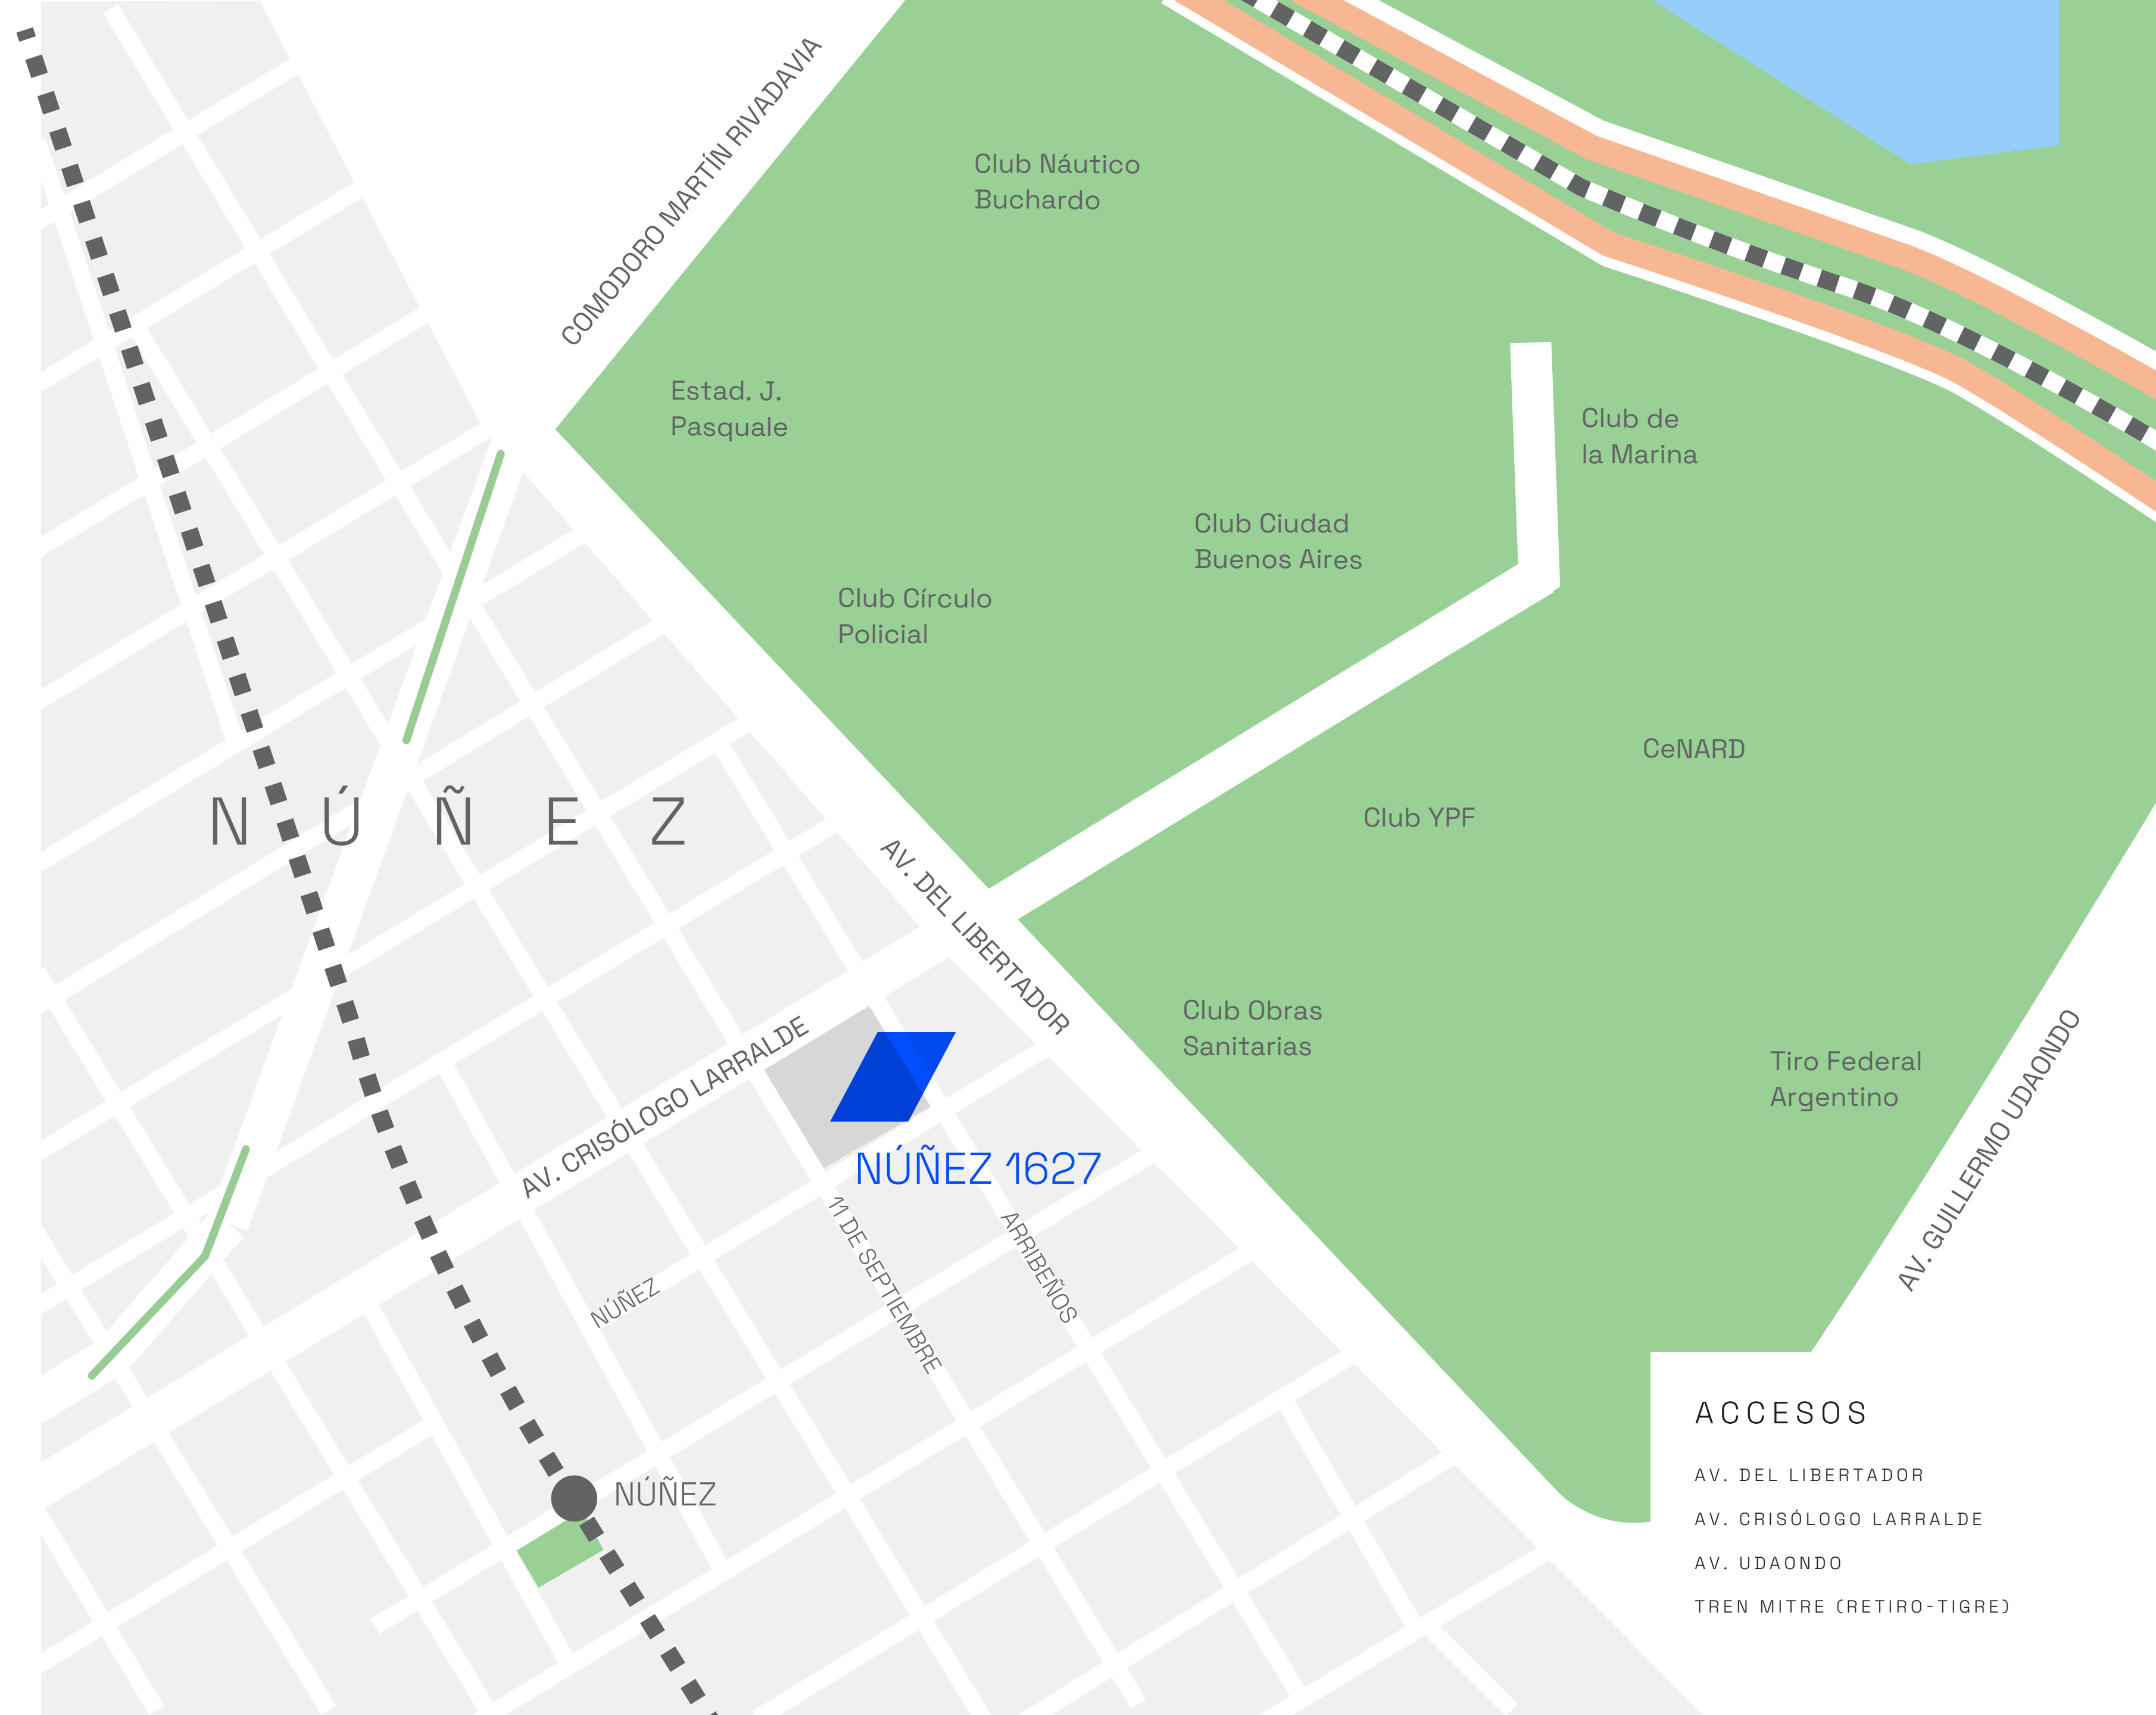 COMODORO MARTÍN RIVADAVIA
Club Náutico
Buchardo
Estad. J.
Pasquale
Club de
la Marina
Club Ciudad
Buenos Aires
Club Círculo
Policial
CeNARD
Club YPF
NÚÑEZ
AV. DEL LIBERTADOR
Club Obras
Sanitarias
Tiro Federal
Argentino
AV. GUILLERMO UDAONDO
AV. CRISÓLOGO LARRALDE
NÚÑEZ 1627
11 DE SEPTIEMBRE
ARRIBEÑOS
NÚÑEZ
NÚÑEZ
ACCESOS
AV. DEL LIBERTADOR
AV. CRISÓLOGO LARRALDE
AV. UDAONDO
TREN MITRE (RETIRO-TIGRE)